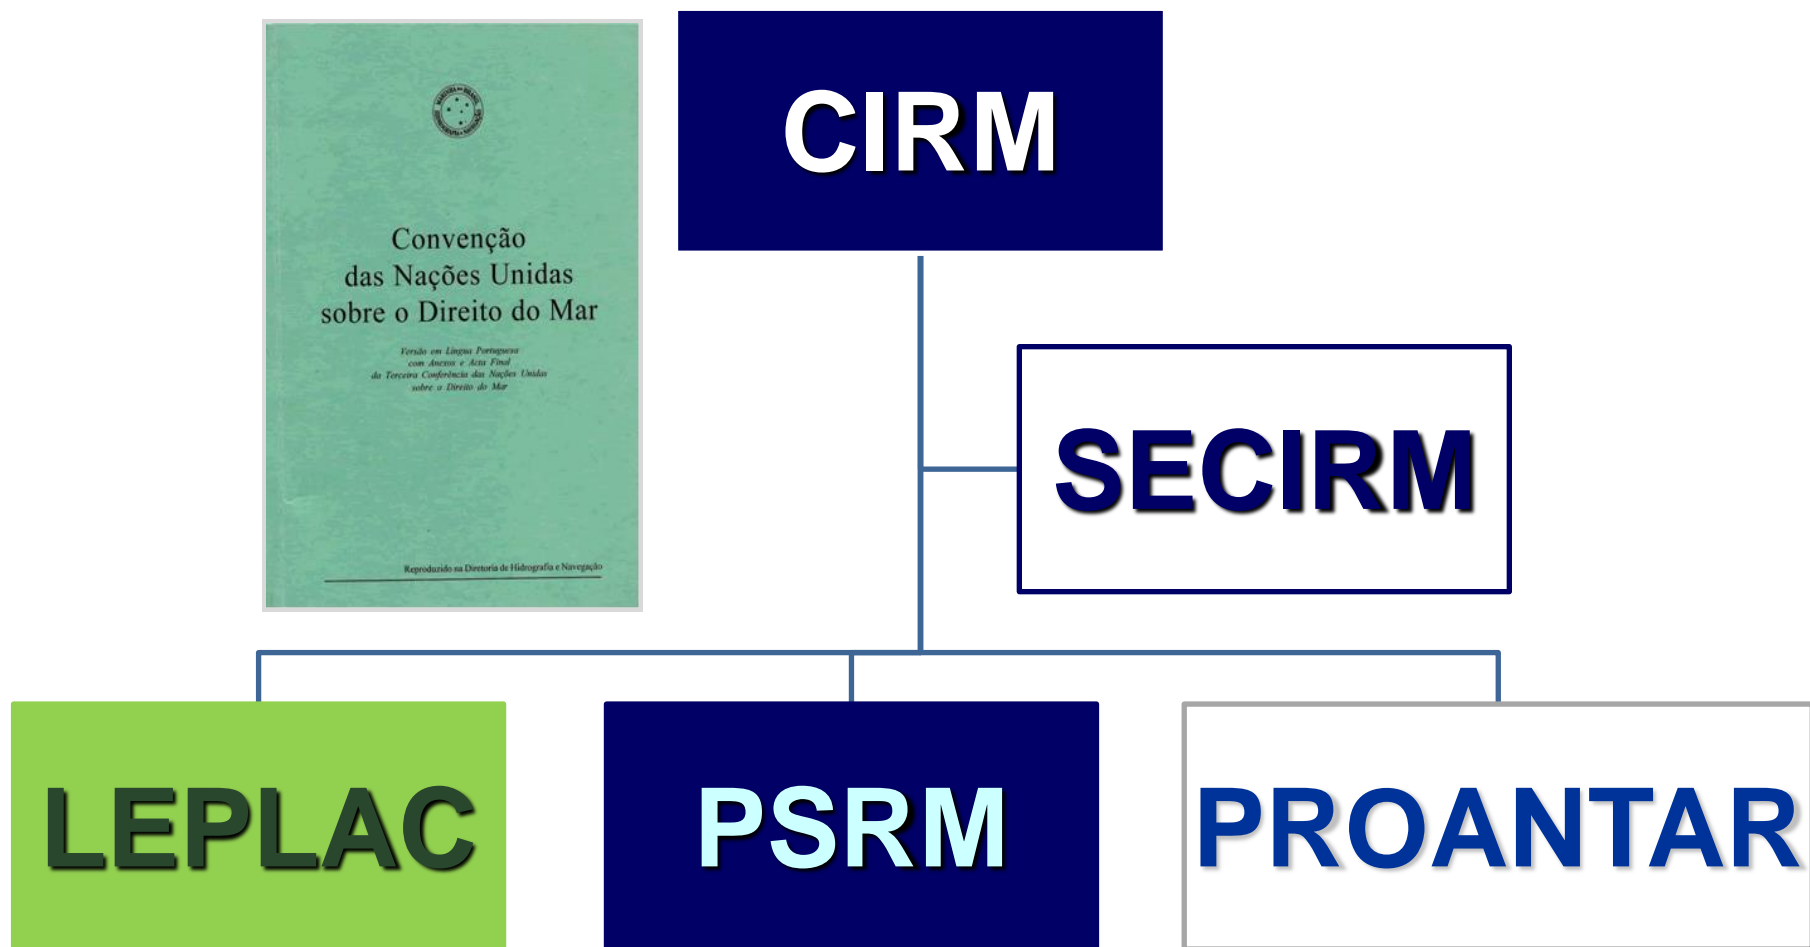 CIRM
Convenção
das Nações Unidas
sobre o Direito do Mar
Versão em Língua Portuguesa
com Anexos e Acta Final
da Terceira Conferência das Nações Unidas
sobre o Direito do Mar
Reproduzido na Diretoria de Hidrografia e Navegação
SECIRM
LEPLAC
PSRM
PROANTAR